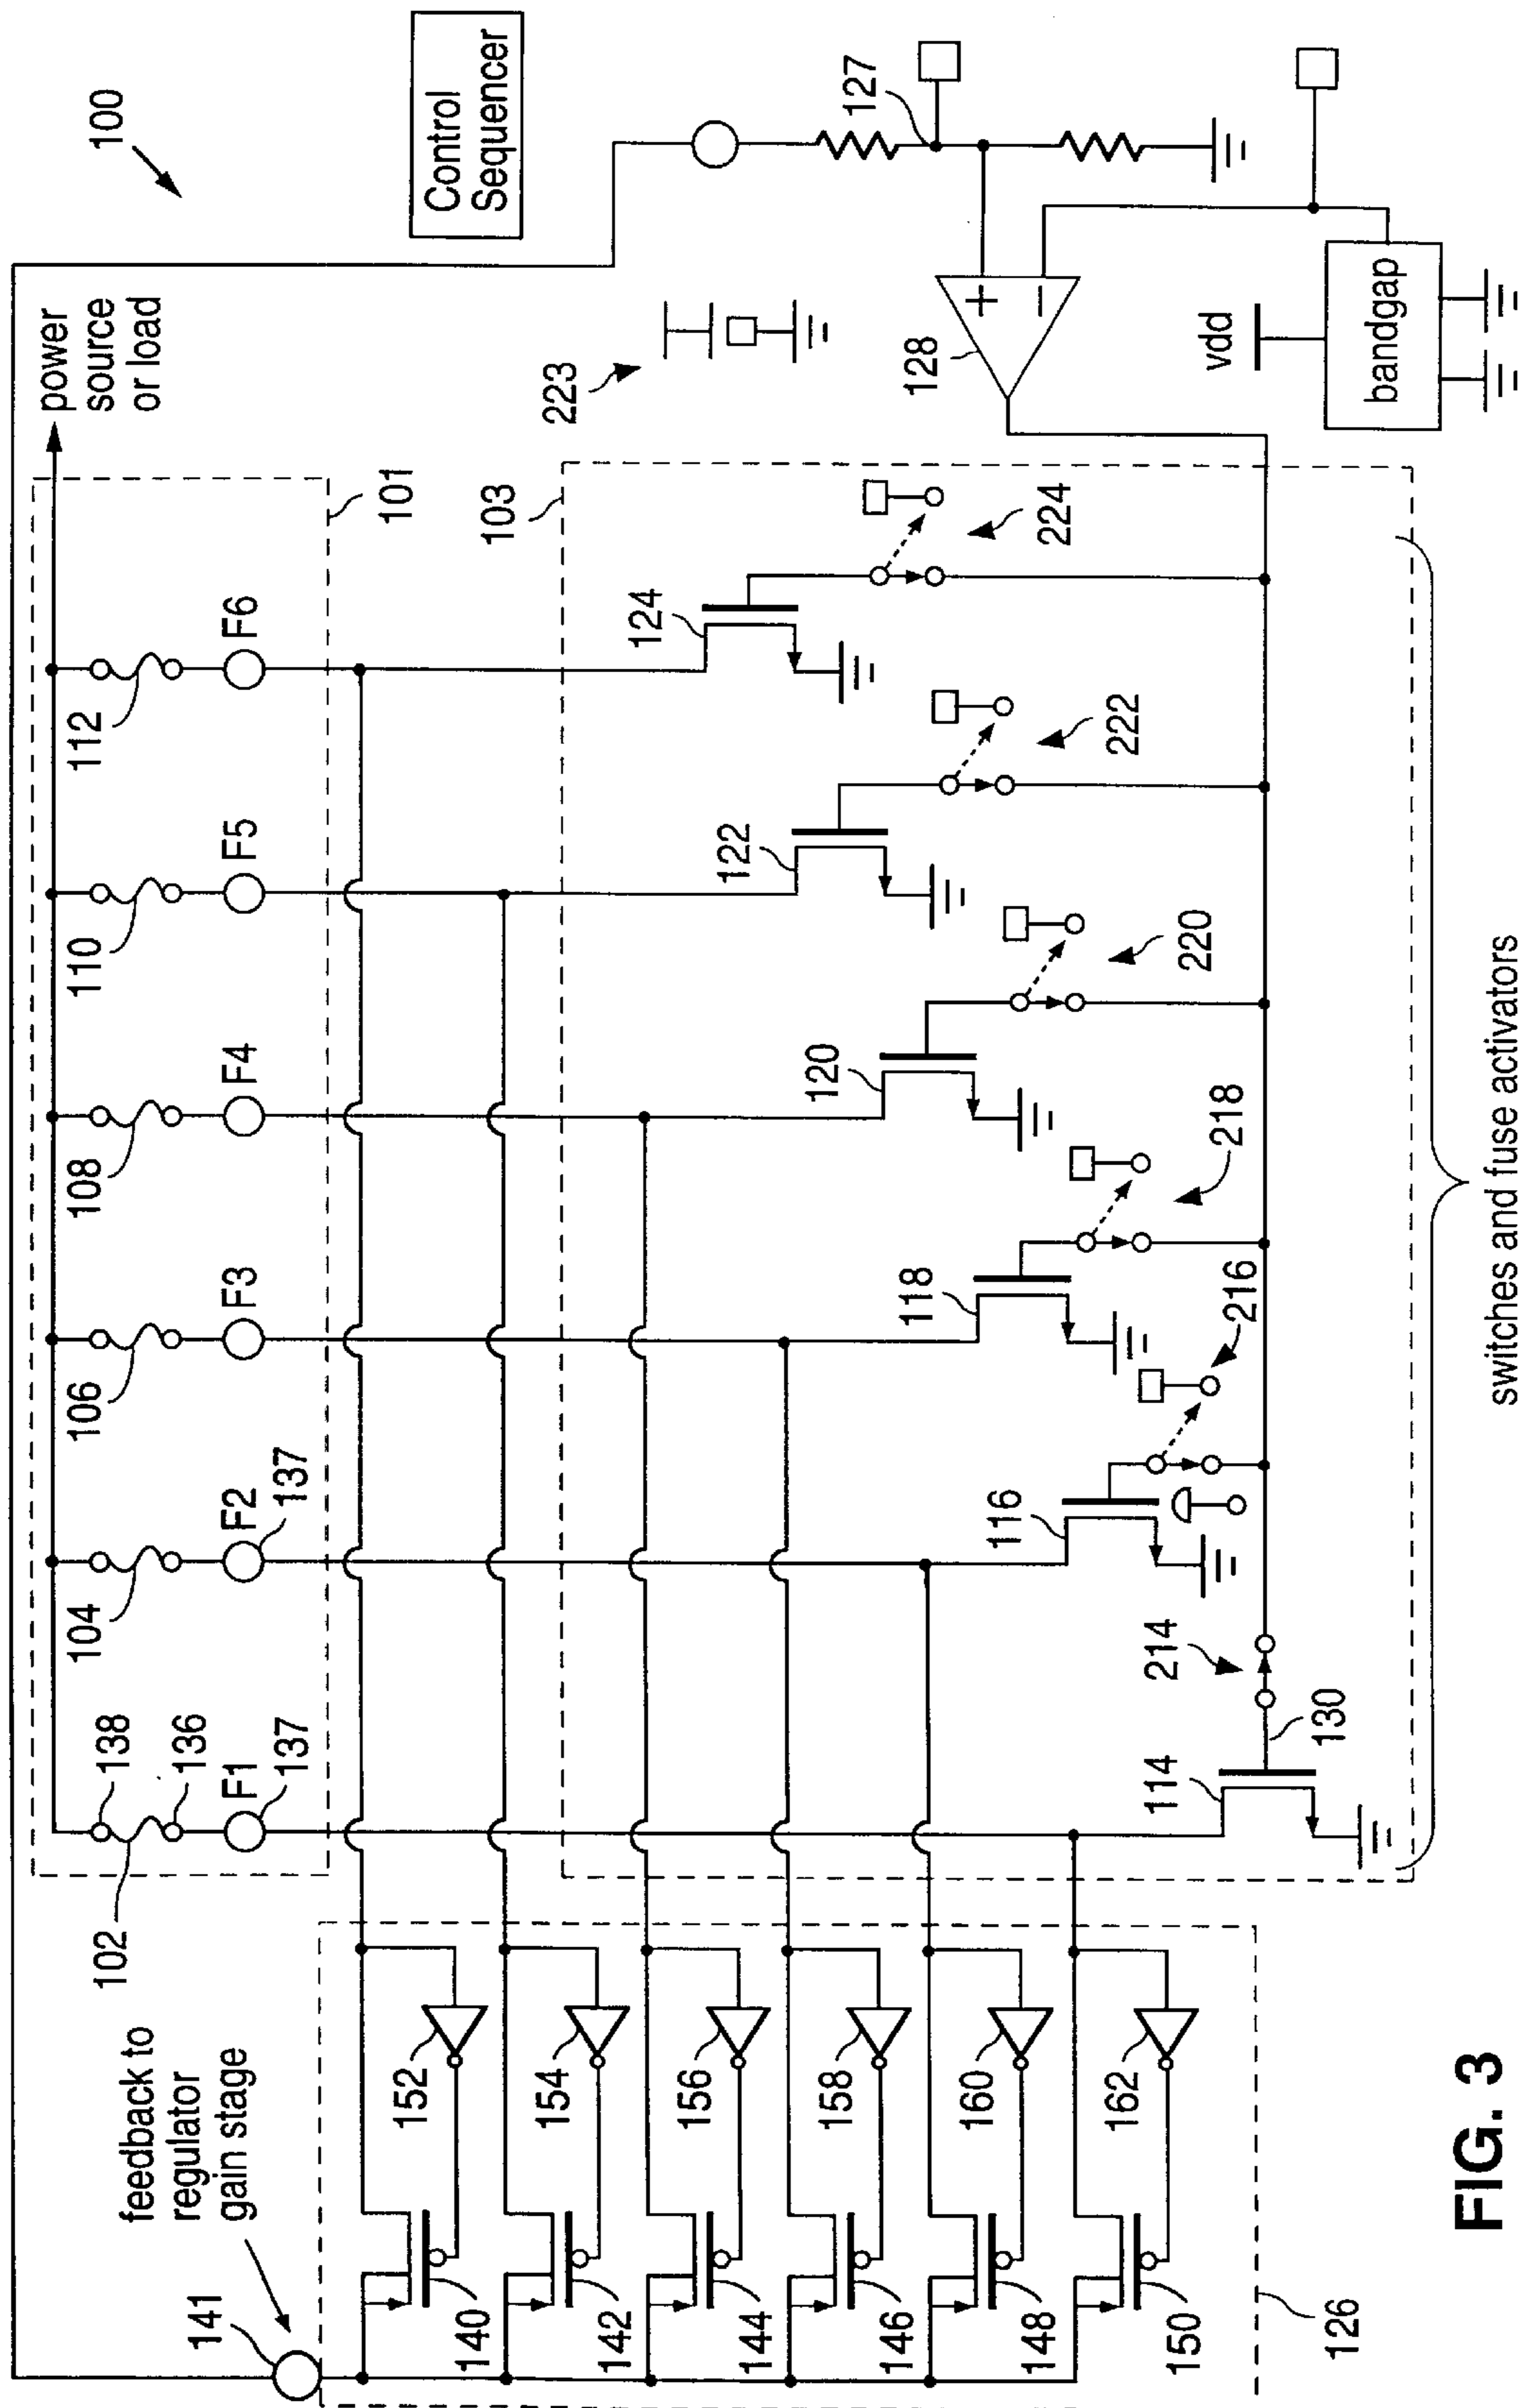 100
Control
Sequencer
power
source
or load
101
138
136
F1
137
102
F2
137
104
F3
106
F4
108
F5
110
F6
112
103
223
127
128
+
−
vdd
bandgap
124
224
122
222
120
220
118
218
116
216
214
114
130
switches and fuse activators
feedback to
regulator
gain stage
141
152
154
156
158
160
162
140
142
144
146
148
150
126
FIG. 3